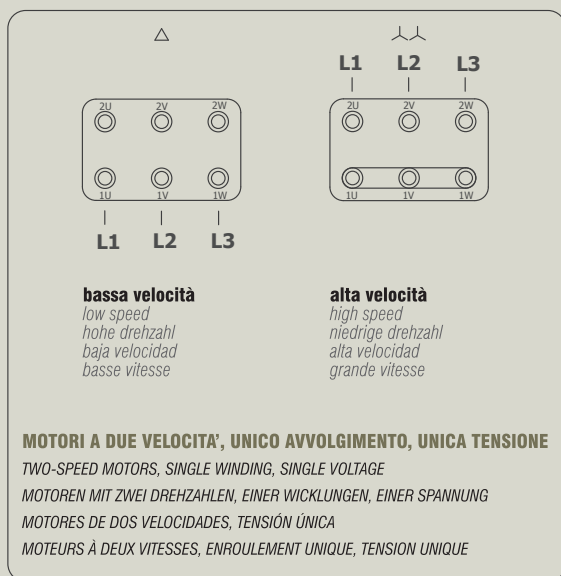 L1 L2 L3
2U 2V 2W 2U 2V 2W
1U 1V 1W 1U 1V 1W
L1 L2 L3
bassa velocità
low speed
hohe drehzahl
baja velocidad
basse vitesse
alta velocità
high speed
niedrige drehzahl
alta velocidad
grande vitesse
MOTORI A DUE VELOCITA', UNICO AVVOLGIMENTO, UNICA TENSIONE
TWO-SPEED MOTORS, SINGLE WINDING, SINGLE VOLTAGE
MOTOREN MIT ZWEI DREHZAHLEN, EINER WICKLUNGEN, EINER SPANNUNG
MOTORES DE DOS VELOCIDADES, TENSIÓN ÚNICA
MOTEURS À DEUX VITESSES, ENROULEMENT UNIQUE, TENSION UNIQUE